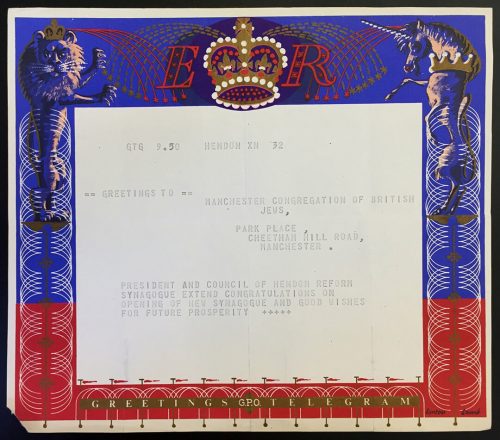 E R
GTG 9.50 HENDON XN 32
== GREETINGS TO ==
MANCHESTER CONGREGATION OF BRITISH
JEWS,
PARK PLACE,
CHEETHAM HILL ROAD,
MANCHESTER .
PRESIDENT AND COUNCIL OF HENDON REFORM
SYNAGOGUE EXTEND CONGRATULATIONS ON
OPENING OF NEW SYNAGOGUE AND GOOD WISHES
FOR FUTURE PROSPERITY +++++
GREETINGS G.P.O. TELEGRAM